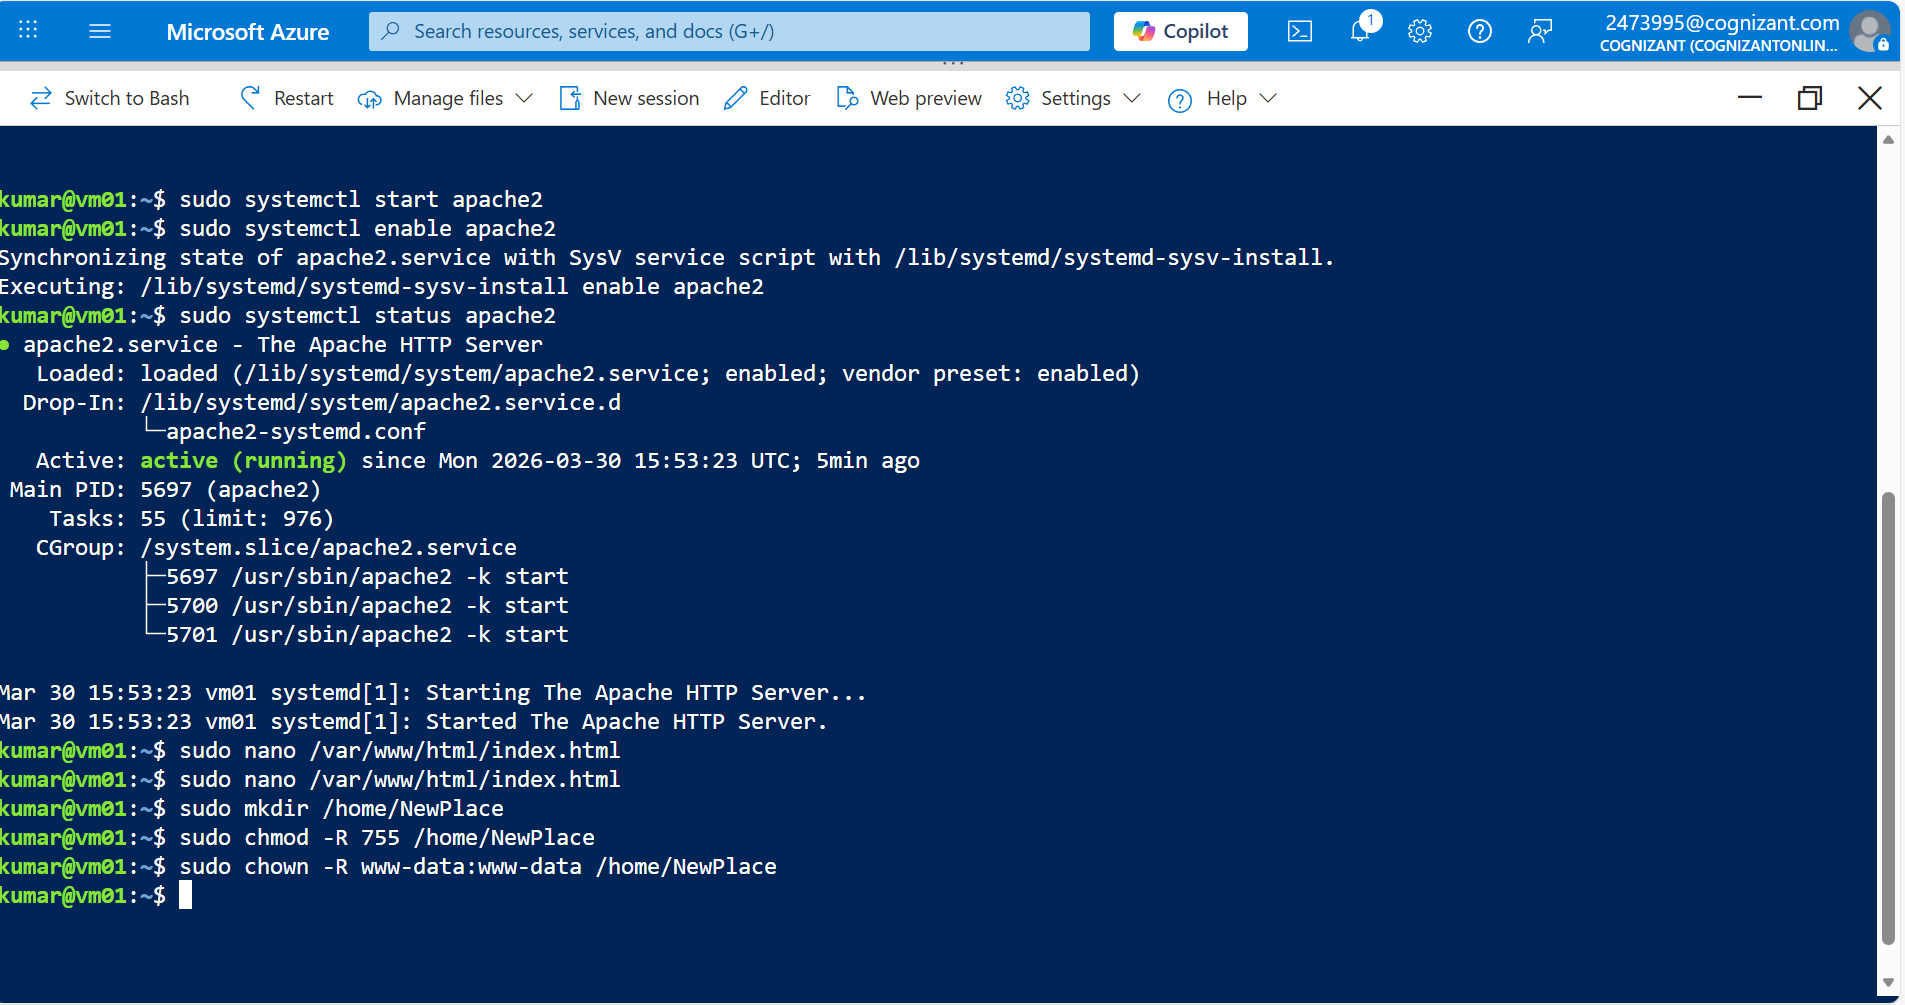 Microsoft Azure
Search resources, services, and docs (G+/)
Copilot
1
2473995@cognizant.com
COGNIZANT (COGNIZANTONLIN...
Switch to Bash
Restart
Manage files
New session
Editor
Web preview
Settings
Help
kumar@vm01:~$ sudo systemctl start apache2
kumar@vm01:~$ sudo systemctl enable apache2
Synchronizing state of apache2.service with SysV service script with /lib/systemd/systemd-sysv-install.
Executing: /lib/systemd/systemd-sysv-install enable apache2
kumar@vm01:~$ sudo systemctl status apache2
● apache2.service - The Apache HTTP Server
Loaded: loaded (/lib/systemd/system/apache2.service; enabled; vendor preset: enabled)
Drop-In: /lib/systemd/system/apache2.service.d
└─apache2-systemd.conf
Active: active (running) since Mon 2026-03-30 15:53:23 UTC; 5min ago
Main PID: 5697 (apache2)
Tasks: 55 (limit: 976)
CGroup: /system.slice/apache2.service
├─5697 /usr/sbin/apache2 -k start
├─5700 /usr/sbin/apache2 -k start
└─5701 /usr/sbin/apache2 -k start
Mar 30 15:53:23 vm01 systemd[1]: Starting The Apache HTTP Server...
Mar 30 15:53:23 vm01 systemd[1]: Started The Apache HTTP Server.
kumar@vm01:~$ sudo nano /var/www/html/index.html
kumar@vm01:~$ sudo nano /var/www/html/index.html
kumar@vm01:~$ sudo mkdir /home/NewPlace
kumar@vm01:~$ sudo chmod -R 755 /home/NewPlace
kumar@vm01:~$ sudo chown -R www-data:www-data /home/NewPlace
kumar@vm01:~$